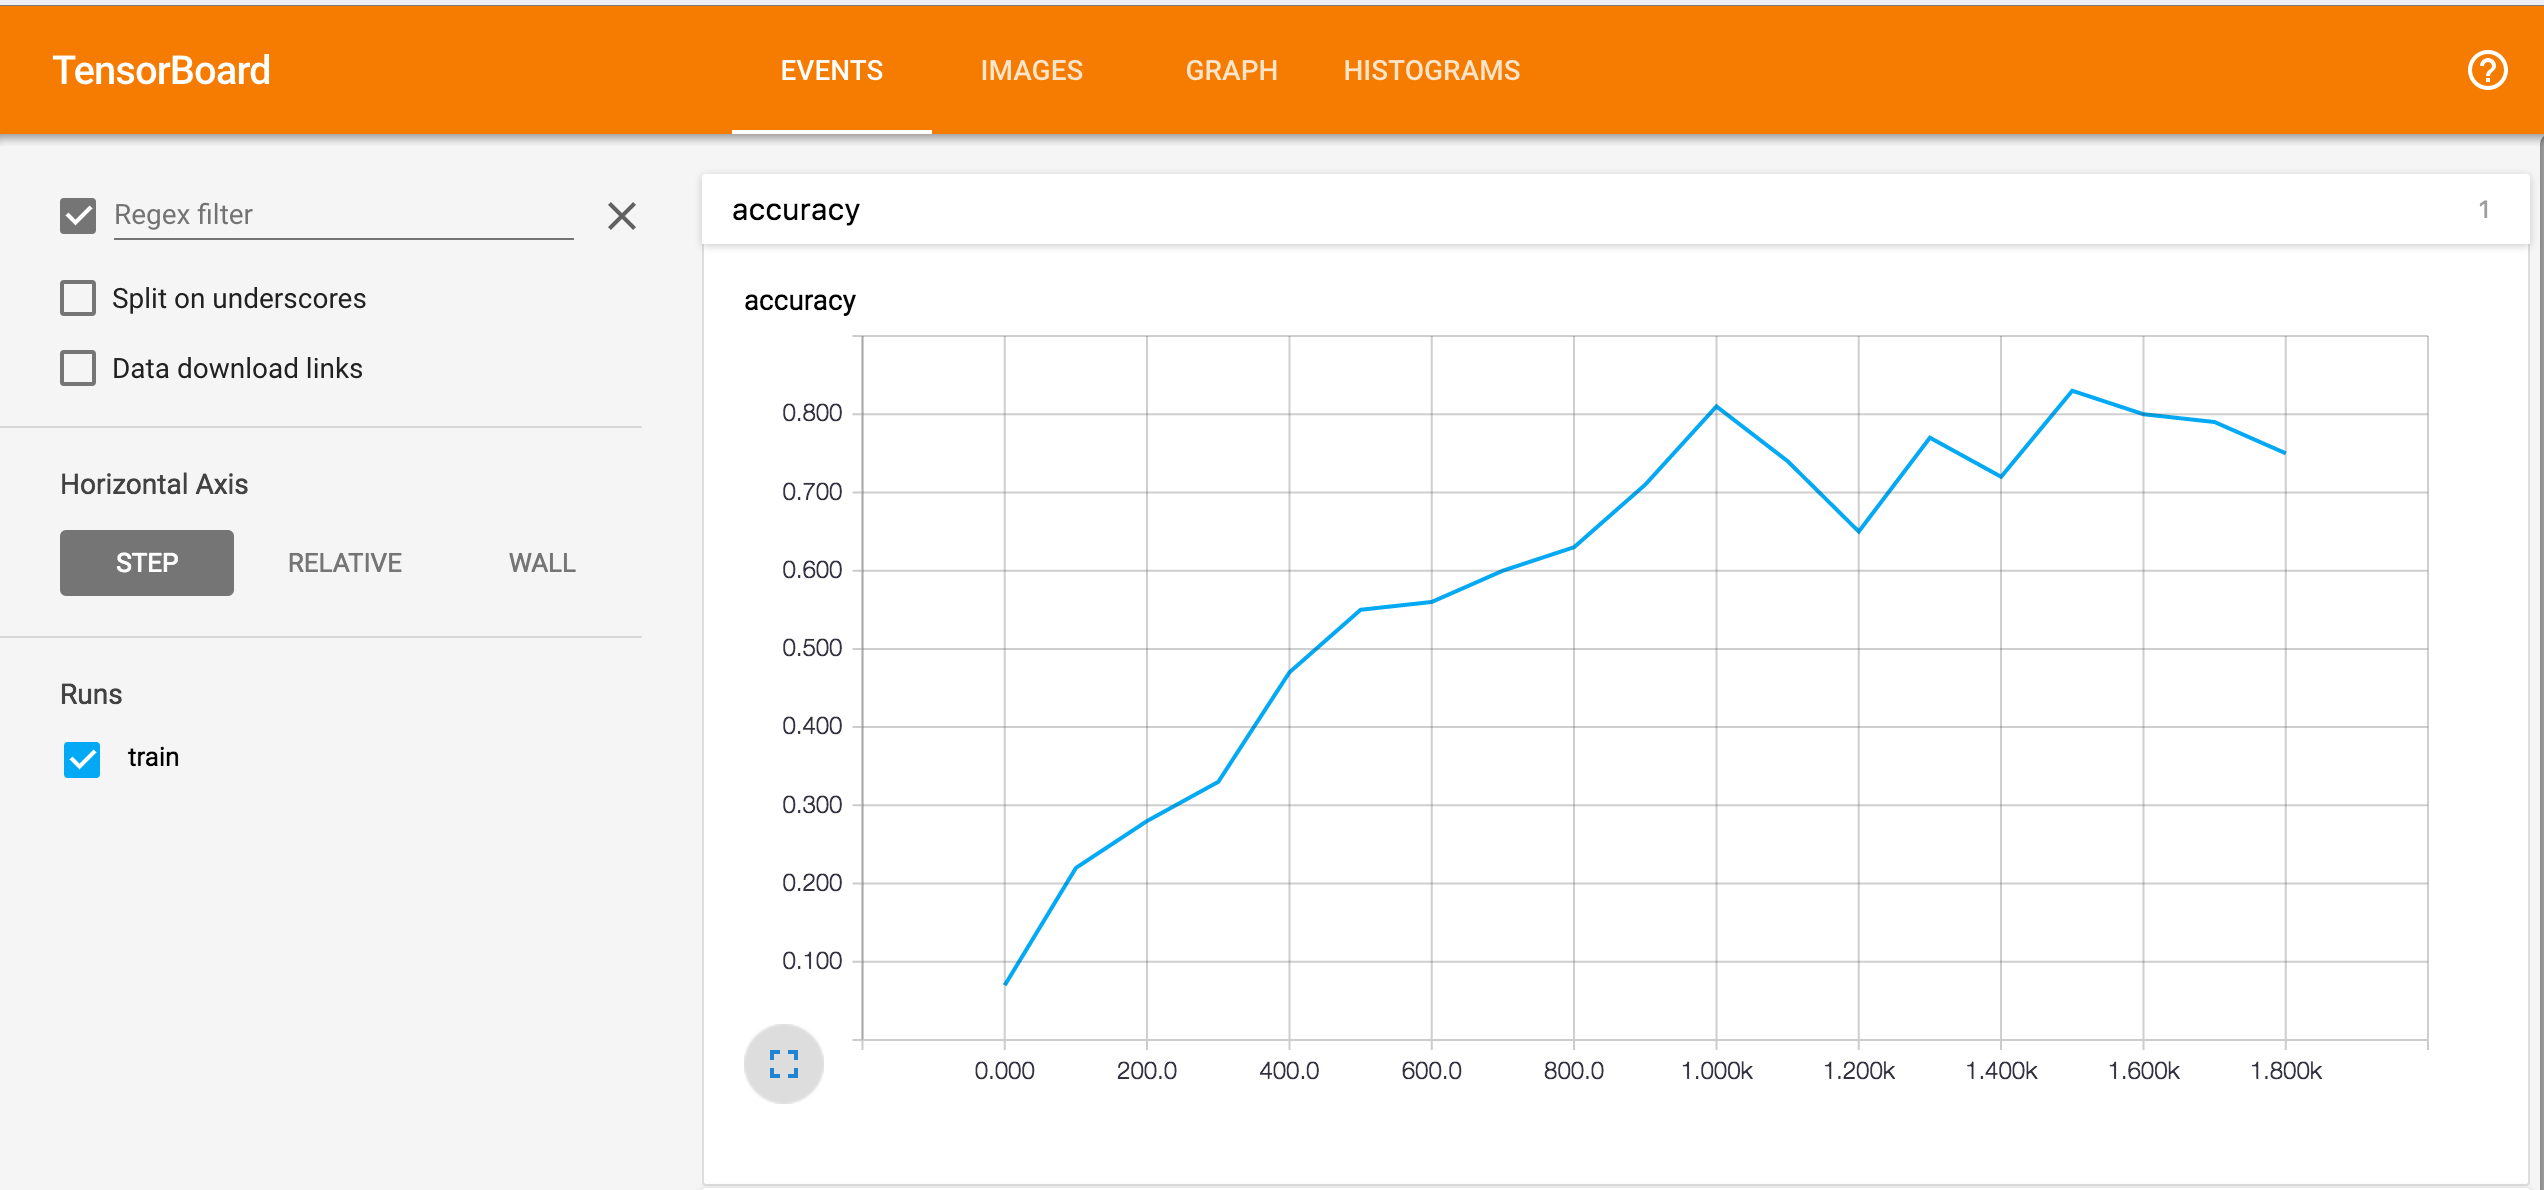 TensorBoard EVENTS IMAGES GRAPH HISTOGRAMS ?
Regex filter
Split on underscores
Data download links
Horizontal Axis
STEP RELATIVE WALL
Runs
train
accuracy 1
accuracy
0.800
0.700
0.600
0.500
0.400
0.300
0.200
0.100
0.000 200.0 400.0 600.0 800.0 1.000k 1.200k 1.400k 1.600k 1.800k